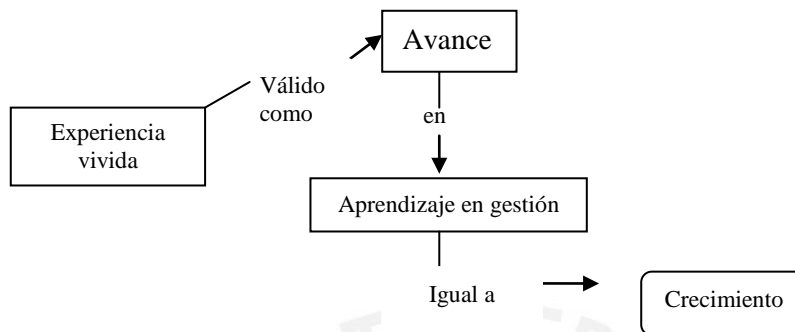 Avance
Válido
como
Experiencia
vivida
en
Aprendizaje en gestión
Igual a
Crecimiento